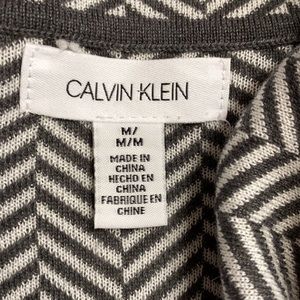 CALVIN KLEIN
M/
M/M
MADE IN
CHINA
HECHO EN
CHINA
FABRIQUE EN
CHINE